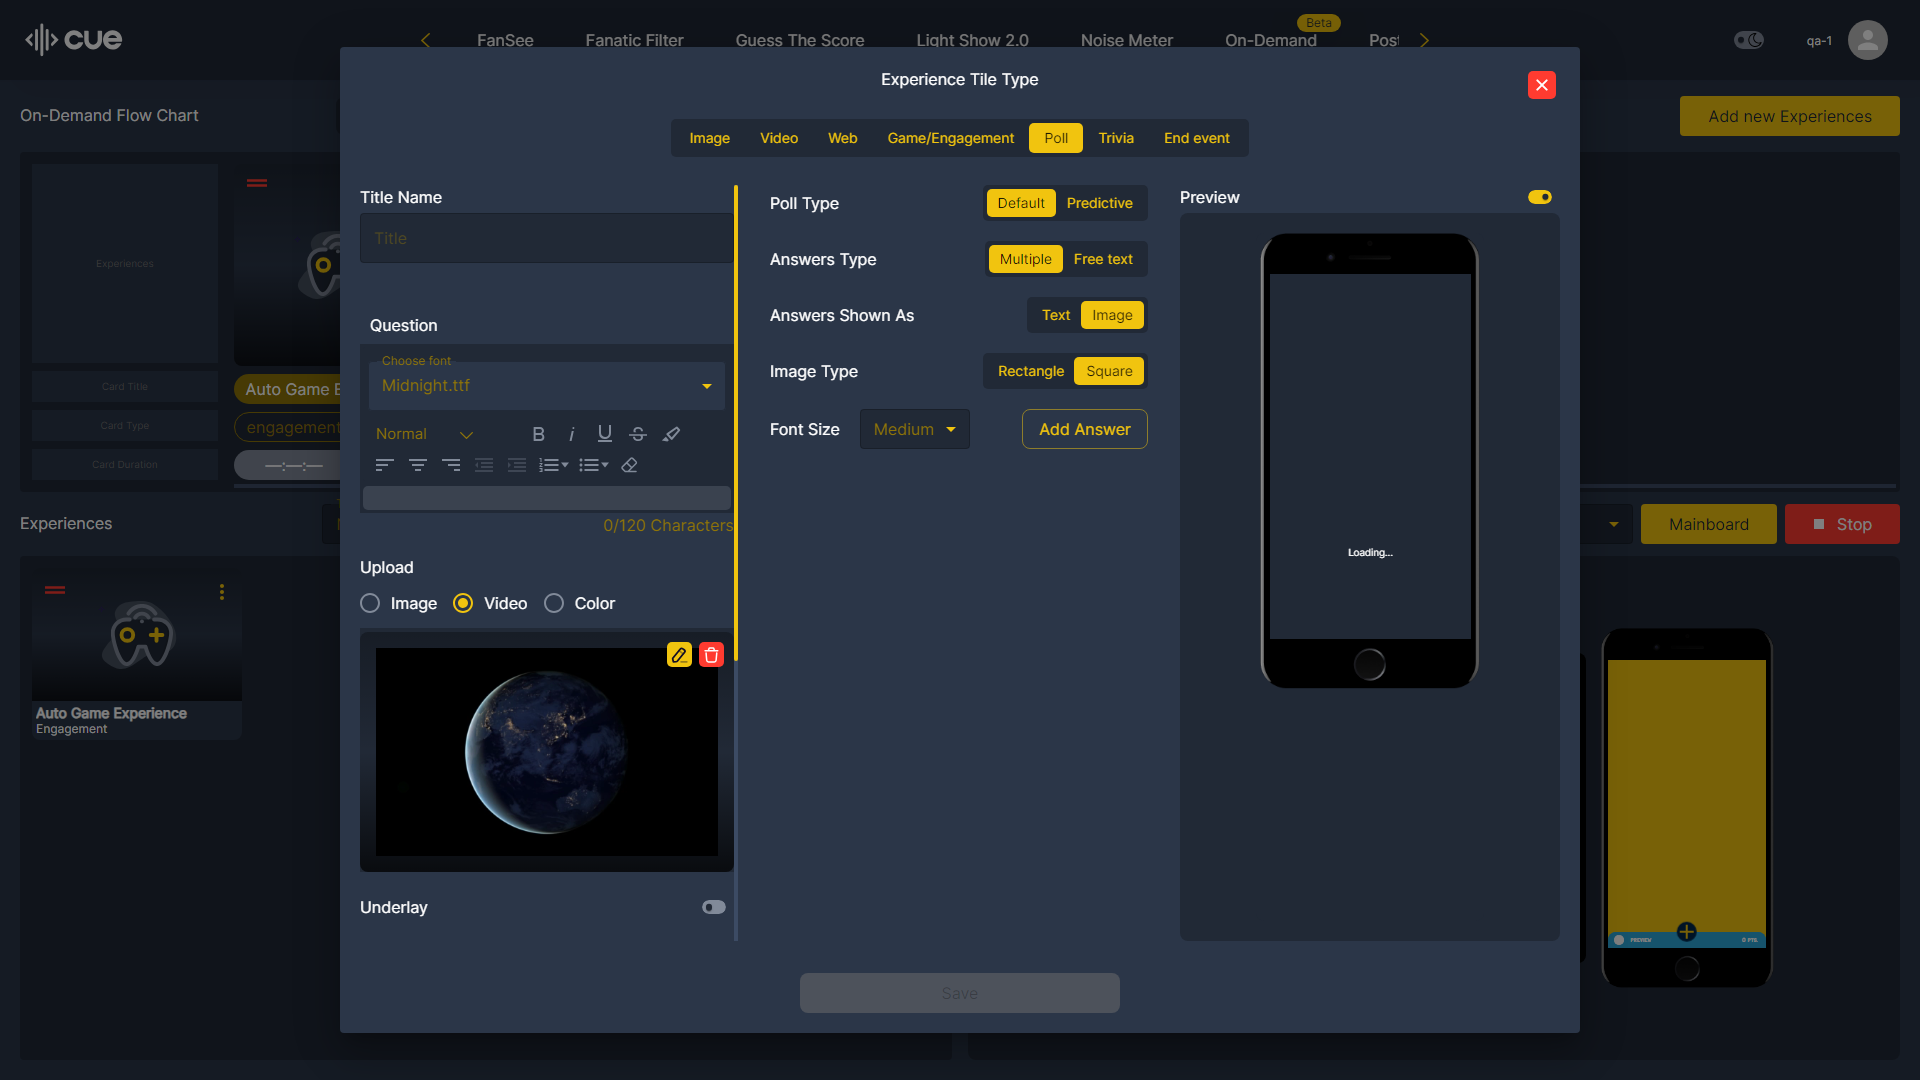 cue
FanSee
Fanatic Filter
Guess The Score
Light Show 2.0
Noise Meter
Beta
On-Demand
Post
qa-1
On-Demand Flow Chart
Add new Experiences
Experience Tile Type
Image
Video
Web
Game/Engagement
Poll
Trivia
End event
Experiences
Card Title
Card Type
Card Duration
Auto Game E
engagement
—:—:—
Title Name
Title
Question
Choose font
Midnight.ttf
Normal
0/120 Characters
Upload
Image
Video
Color
Underlay
Poll Type
Default
Predictive
Answers Type
Multiple
Free text
Answers Shown As
Text
Image
Image Type
Rectangle
Square
Font Size
Medium
Add Answer
Preview
Loading...
Save
Experiences
Mainboard
Stop
Auto Game Experience
Engagement
PREVIEW
0 PTS.